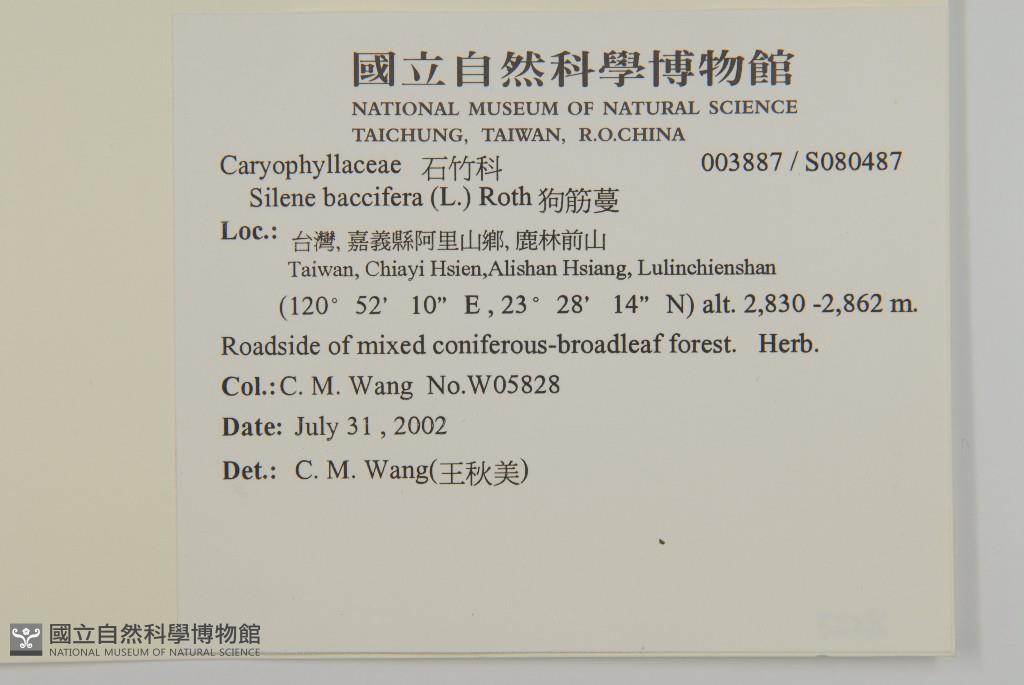 國立自然科學博物館
NATIONAL MUSEUM OF NATURAL SCIENCE
TAICHUNG, TAIWAN, R.O.CHINA
Caryophyllaceae 石竹科 003887 / S080487
Silene baccifera (L.) Roth 狗筋蔓
Loc.: 台灣, 嘉義縣阿里山鄉, 鹿林前山
Taiwan, Chiayi Hsien,Alishan Hsiang, Lulinchienshan
(120° 52’ 10” E , 23° 28’ 14” N) alt. 2,830 -2,862 m.
Roadside of mixed coniferous-broadleaf forest. Herb.
Col.: C. M. Wang No.W05828
Date: July 31 , 2002
Det.: C. M. Wang(王秋美)
國立自然科學博物館
NATIONAL MUSEUM OF NATURAL SCIENCE